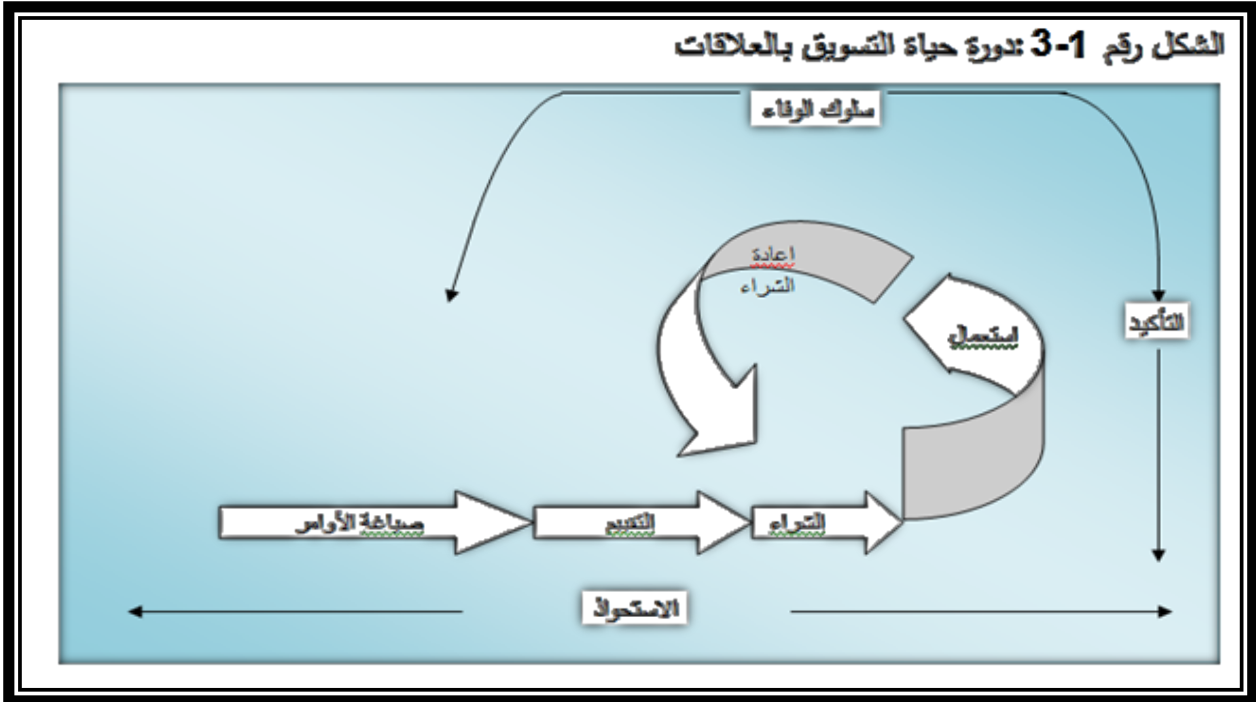 الشكل رقم 1-3 :دورة حياة التسويق بالعلاقات
سلوك الوفاء
اعادة
الشراء
استعمال
التأكيد
صياغة الأوامر
التقييم
الشراء
الاستحواذ